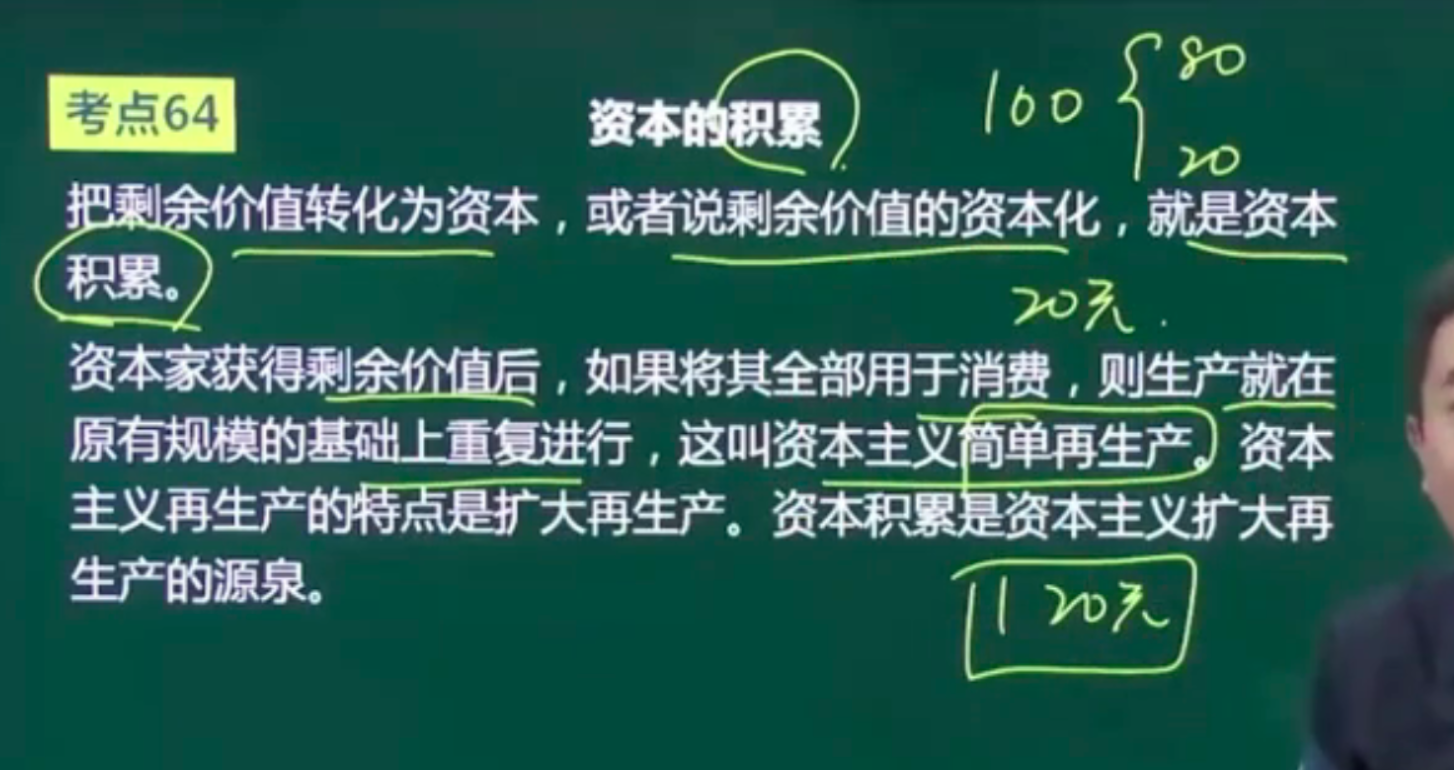 考点64
资本的积累
100 { 80
20
把剩余价值转化为资本，或者说剩余价值的资本化，就是资本
积累。
20元.
资本家获得剩余价值后，如果将其全部用于消费，则生产就在
原有规模的基础上重复进行，这叫资本主义简单再生产。资本
主义再生产的特点是扩大再生产。资本积累是资本主义扩大再
生产的源泉。
120元